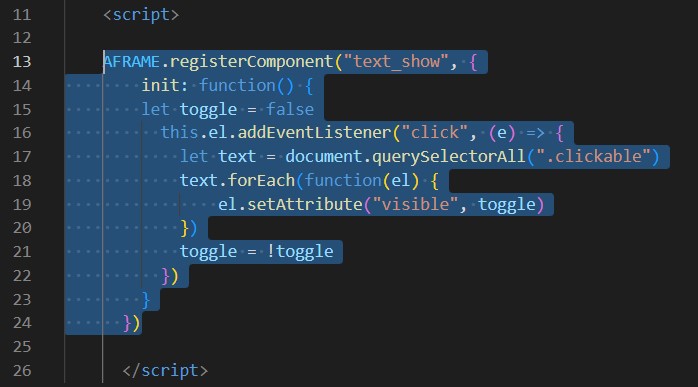 11 <script>
12
13 AFRAME.registerComponent("text_show", {
14 init: function() {
15 let toggle = false
16 this.el.addEventListener("click", (e) => {
17 let text = document.querySelectorAll(".clickable")
18 text.forEach(function(el) {
19 el.setAttribute("visible", toggle)
20 })
21 toggle = !toggle
22 })
23 }
24 })
25
26 </script>